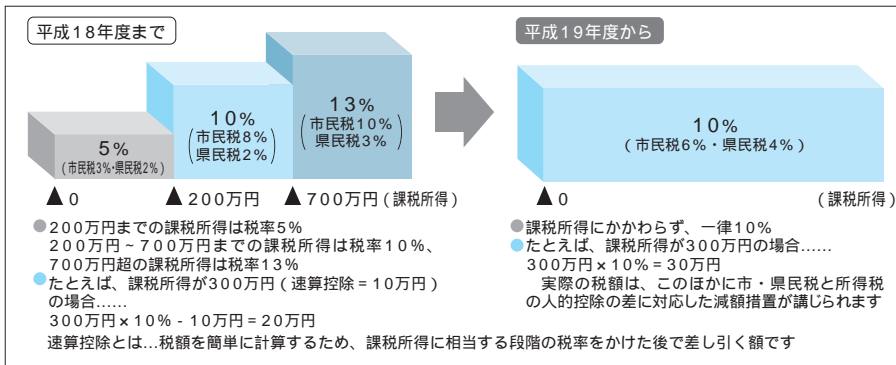 平成18年度まで
13%
(市民税10%
県民税3%)
10%
(市民税8%
県民税2%)
5%
(市民税3%・県民税2%)
▲0
▲200万円
▲700万円(課税所得)
●200万円までの課税所得は税率5%
200万円~700万円までの課税所得は税率10%、
700万円超の課税所得は税率13%
●たとえば、課税所得が300万円(速算控除=10万円)
の場合……
300万円×10%-10万円=20万円
平成19年度から
10%
(市民税6%・県民税4%)
▲0
(課税所得)
●課税所得にかかわらず、一律10%
●たとえば、課税所得が300万円の場合……
300万円×10%=30万円
実際の税額は、このほかに市・県民税と所得税
の人的控除の差に対応した減額措置が講じられます
速算控除とは…税額を簡単に計算するため、課税所得に相当する段階の税率をかけた後で差し引く額です